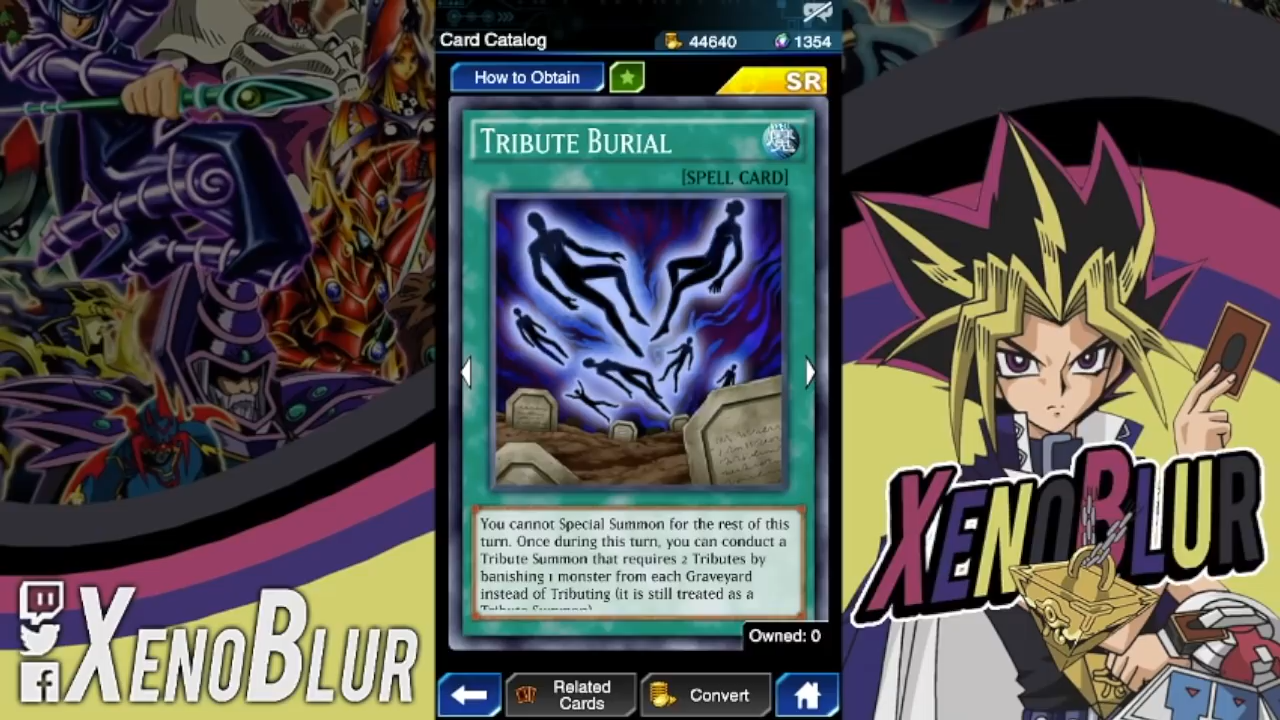 Card Catalog
44640
1354
How to Obtain
SR
TRIBUTE BURIAL
[SPELL CARD]
You cannot Special Summon for the rest of this
turn. Once during this turn, you can conduct a
Tribute Summon that requires 2 Tributes by
banishing 1 monster from each Graveyard
instead of Tributing (it is still treated as a
Tribute Summon).
Owned: 0
Related
Cards
Convert
XENOBLUR
XENOBLUR